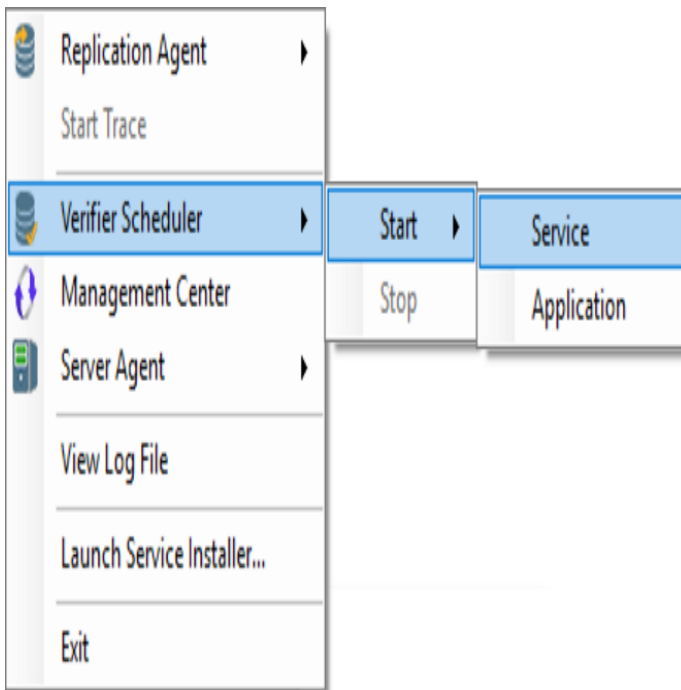 Replication Agent
Start Trace
Verifier Scheduler
Start
Service
Management Center
Stop
Application
Server Agent
View Log File
Launch Service Installer...
Exit